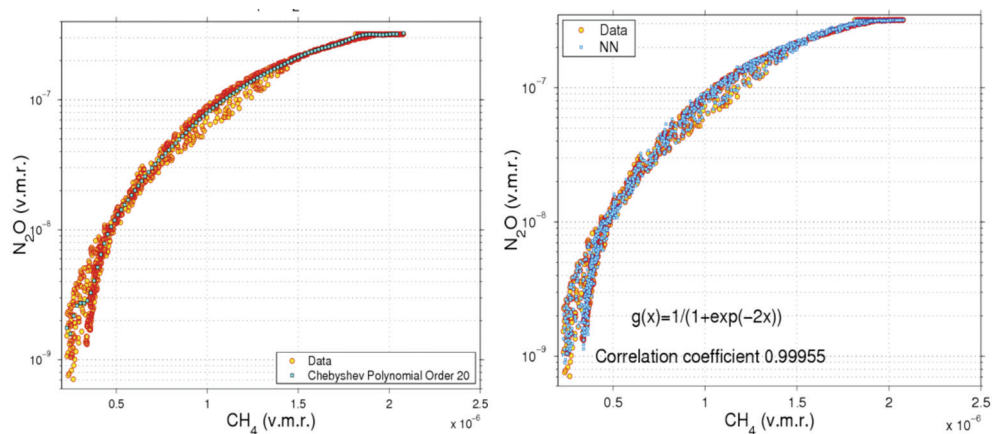 10⁻⁷
10⁻⁸
10⁻⁹
N₂O (v.m.r.)
0.5
1
1.5
2
2.5
CH₄ (v.m.r.)
x 10⁻⁶
Data
Chebyshev Polynomial Order 20
Data
NN
10⁻⁷
10⁻⁸
10⁻⁹
N₂O (v.m.r.)
g(x)=1/(1+exp(−2x))
Correlation coefficient 0.99955
0.5
1
1.5
2
2.5
CH₄ (v.m.r.)
x 10⁻⁶